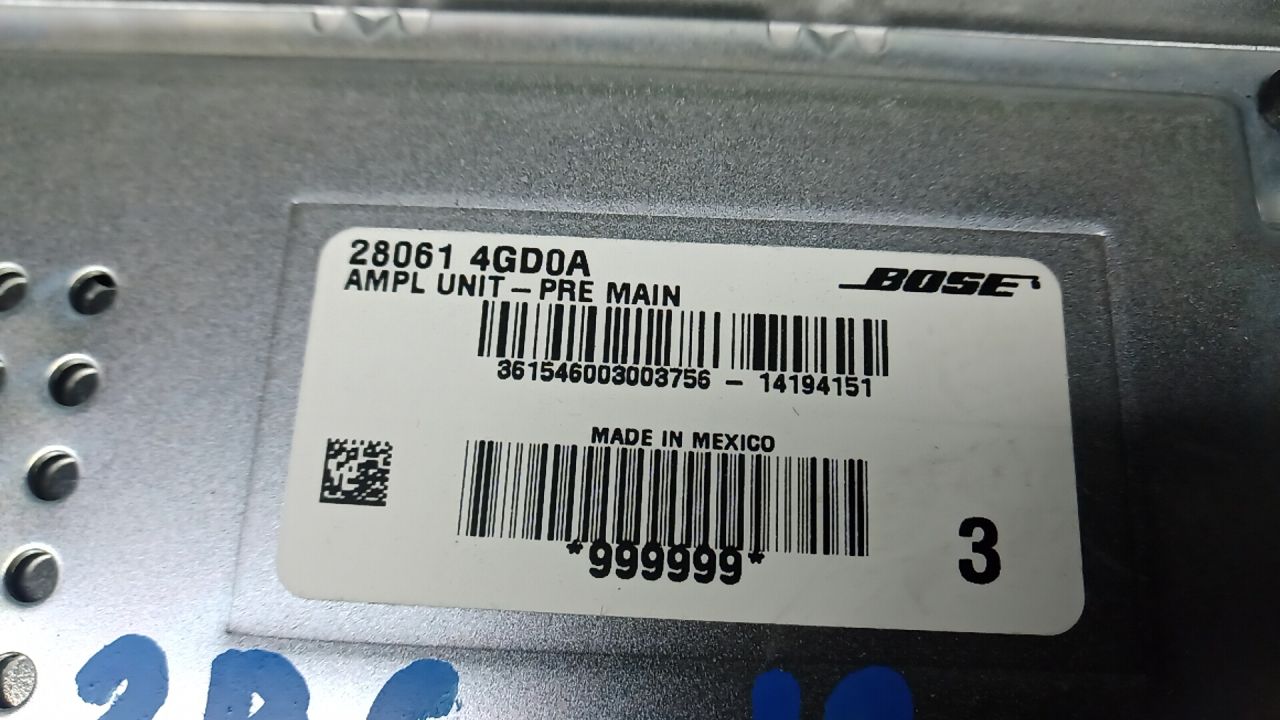 28061 4GD0A
AMPL UNIT – PRE MAIN
BOSE
361546003003756 – 14194151
MADE IN MEXICO
*999999*
3